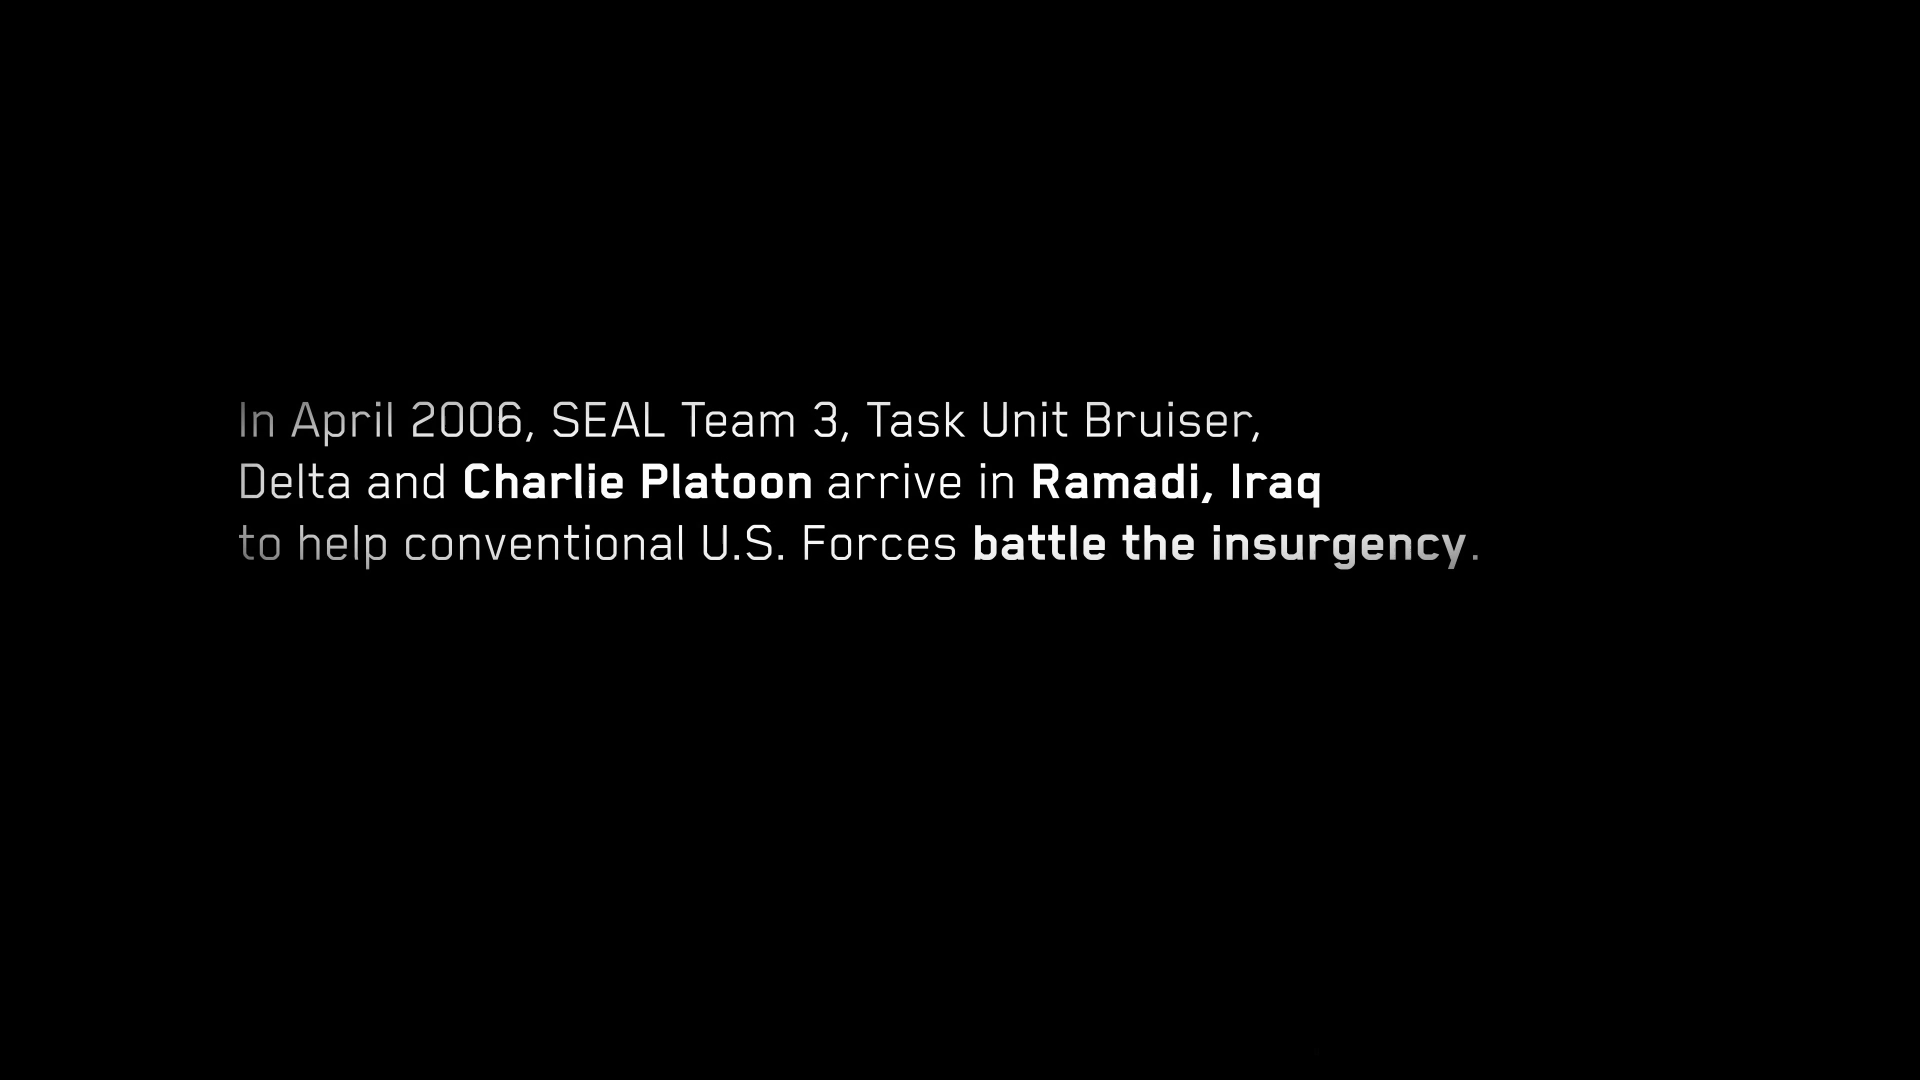 In April 2006, SEAL Team 3, Task Unit Bruiser,
Delta and Charlie Platoon arrive in Ramadi, Iraq
to help conventional U.S. Forces battle the insurgency.